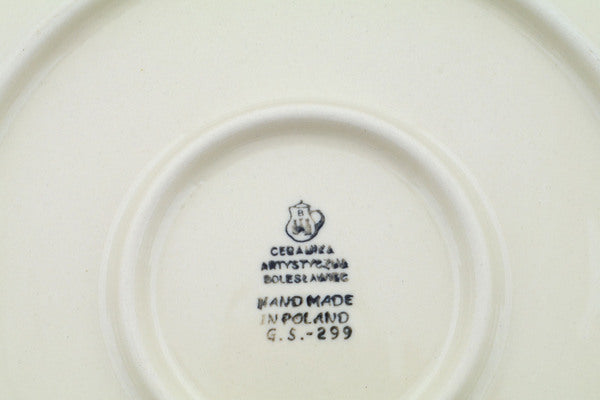 B
CERAMIKA
ARTYSTYCZNA
BOLESŁAWIEC
HAND MADE
IN POLAND
G.S.-299